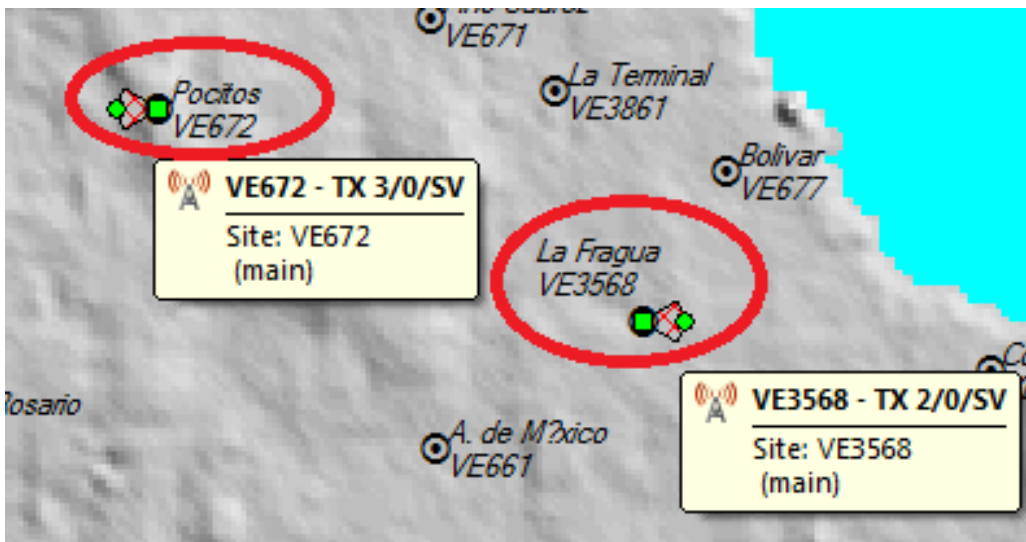 VE671
La Terminal
VE3861
Pocitos
VE672
Bolivar
VE677
VE672 - TX 3/0/SV
Site: VE672
(main)
La Fragua
VE3568
VE3568 - TX 2/0/SV
Site: VE3568
(main)
Rosario
A. de M?xico
VE661